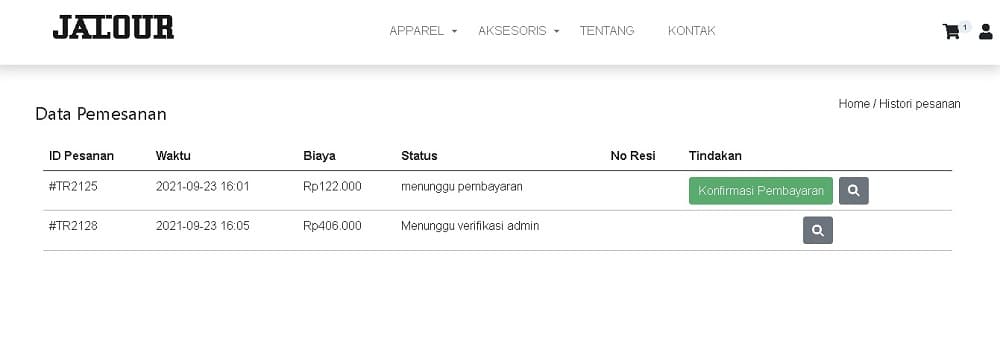 JATOUR APPAREL AKSESORIS TENTANG KONTAK 1
Home / Histori pesanan
Data Pemesanan
ID Pesanan Waktu Biaya Status No Resi Tindakan
#TR2125 2021-09-23 16:01 Rp122.000 menunggu pembayaran Konfirmasi Pembayaran
#TR2128 2021-09-23 16:05 Rp406.000 Menunggu verifikasi admin